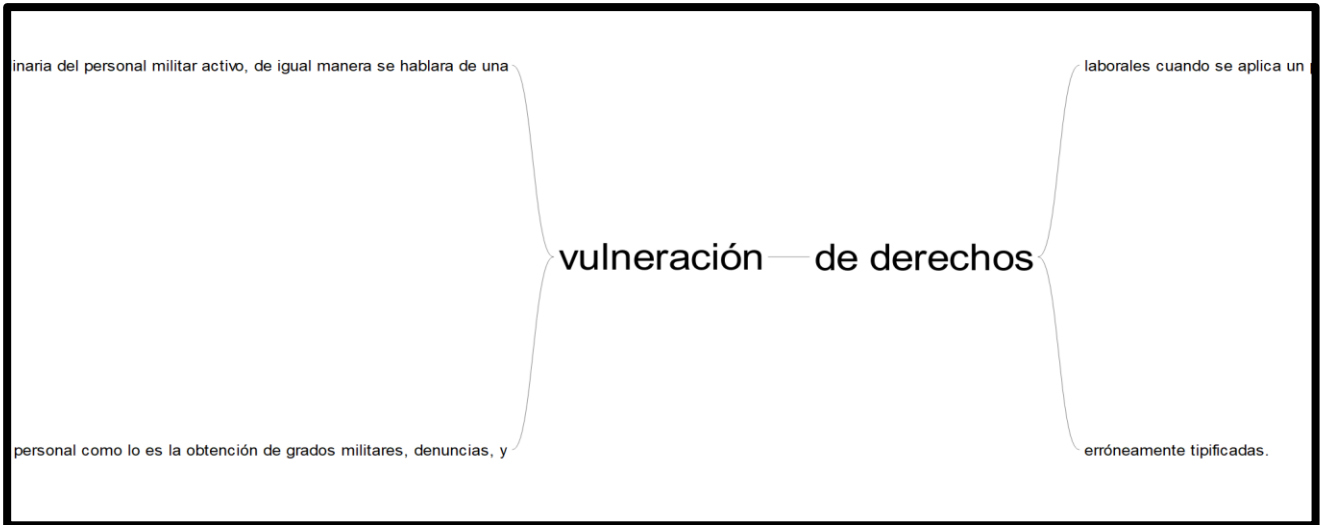 del personal militar activo, de igual manera se hablara de una
laborales cuando se aplica un
vulneración de derechos
personal como lo es la obtención de grados militares, denuncias, y
erróneamente tipificadas.